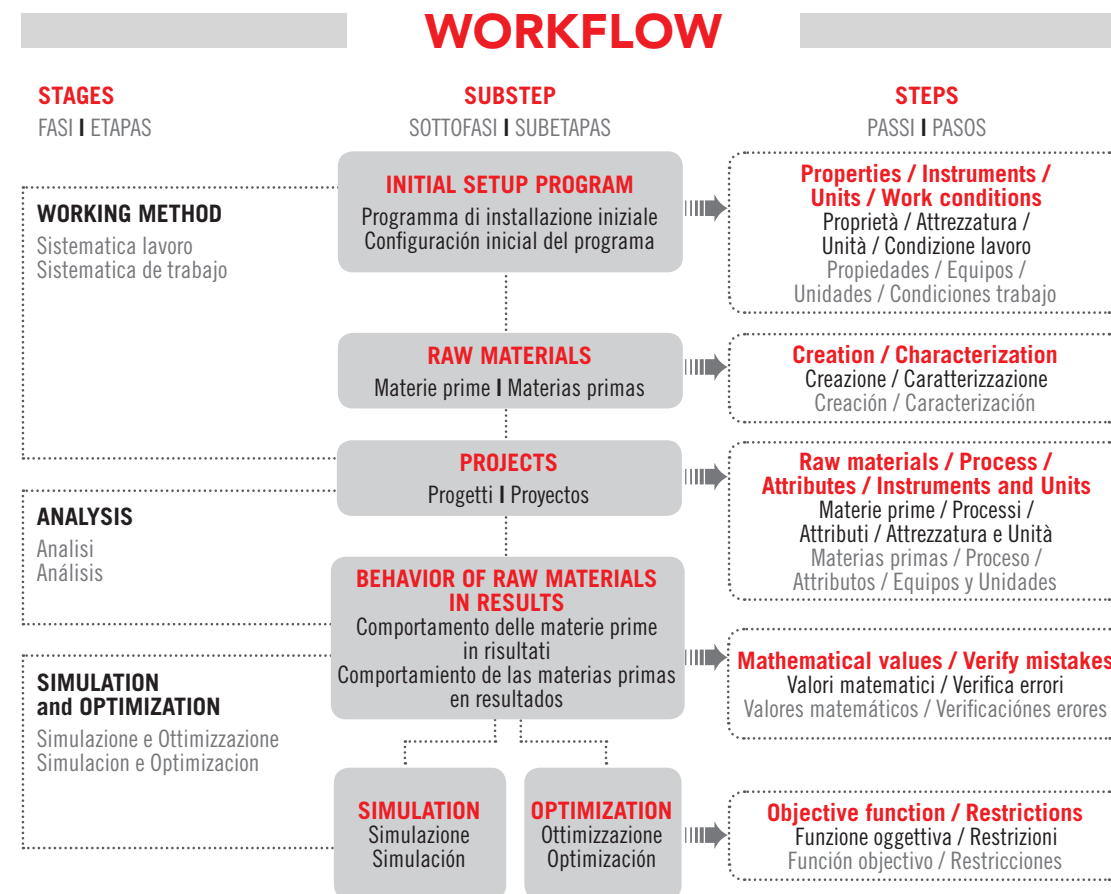 WORKFLOW
STAGES
FASI I ETAPAS
SUBSTEP
SOTTOFASI I SUBETAPAS
STEPS
PASSI I PASOS
WORKING METHOD
Sistematica lavoro
Sistematica de trabajo
INITIAL SETUP PROGRAM
Programma di installazione iniziale
Configuración inicial del programa
Properties / Instruments /
Units / Work conditions
Proprietà / Attrezzatura /
Unità / Condizione lavoro
Propiedades / Equipos /
Unidades / Condiciones trabajo
RAW MATERIALS
Materie prime I Materias primas
Creation / Characterization
Creazione / Caratterizzazione
Creación / Caracterización
PROJECTS
Progetti I Proyectos
Raw materials / Process /
Attributes / Instruments and Units
Materie prime / Processi /
Attributi / Attrezzatura e Unità
Materias primas / Proceso /
Attributos / Equipos y Unidades
ANALYSIS
Analisi
Análisis
BEHAVIOR OF RAW MATERIALS
IN RESULTS
Comportamento delle materie prime
in risultati
Comportamiento de las materias primas
en resultados
Mathematical values / Verify mistakes
Valori matematici / Verifica errori
Valores matemáticos / Verificaciónes erores
SIMULATION
and OPTIMIZATION
Simulazione e Ottimizzazione
Simulacion e Optimizacion
SIMULATION
Simulazione
Simulación
OPTIMIZATION
Ottimizzazione
Optimización
Objective function / Restrictions
Funzione oggettiva / Restrizioni
Función objectivo / Restricciones